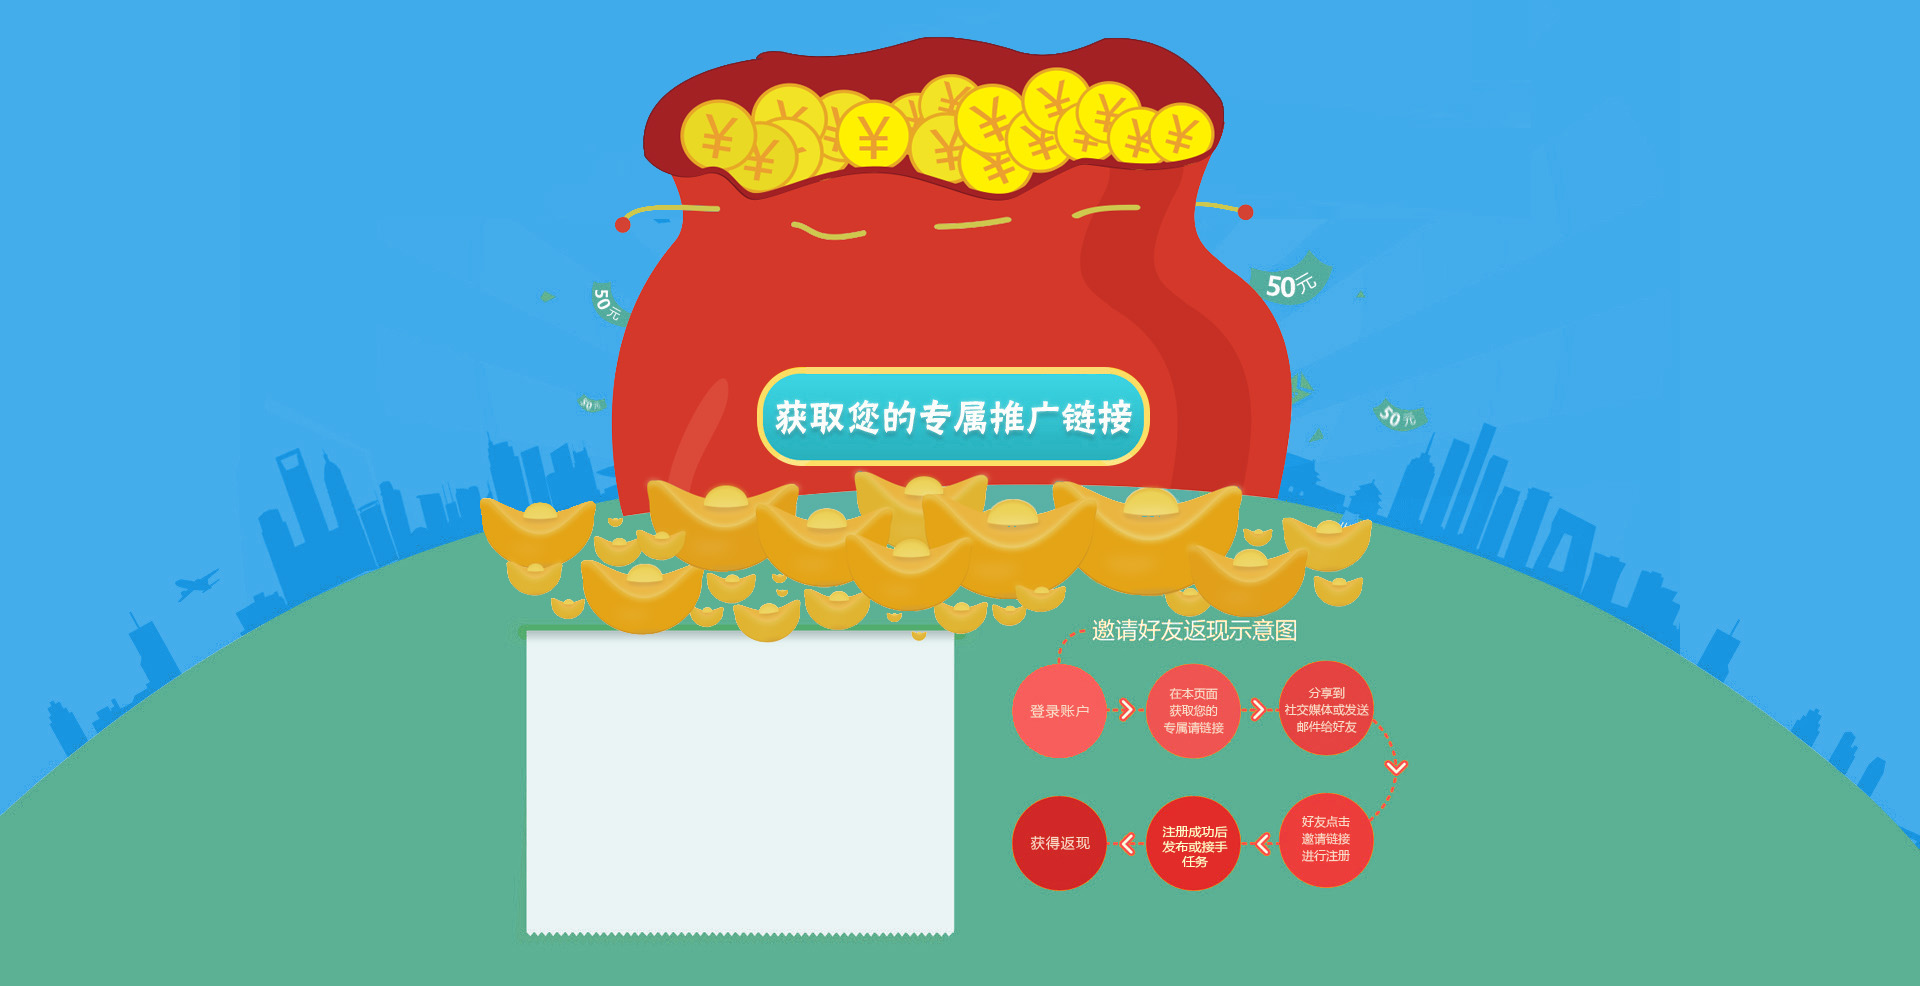 50元
50元
50元
50元
获取您的专属推广链接
邀请好友返现示意图
登录账户
在本页面
获取您的
专属请链接
分享到
社交媒体或发送
邮件给好友
好友点击
邀请链接
进行注册
注册成功后
发布或接手
任务
获得返现